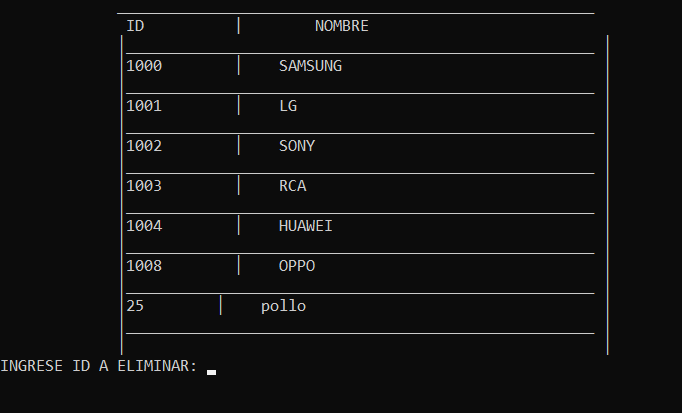 ID | NOMBRE
1000 | SAMSUNG
1001 | LG
1002 | SONY
1003 | RCA
1004 | HUAWEI
1008 | OPPO
25 | pollo
INGRESE ID A ELIMINAR: